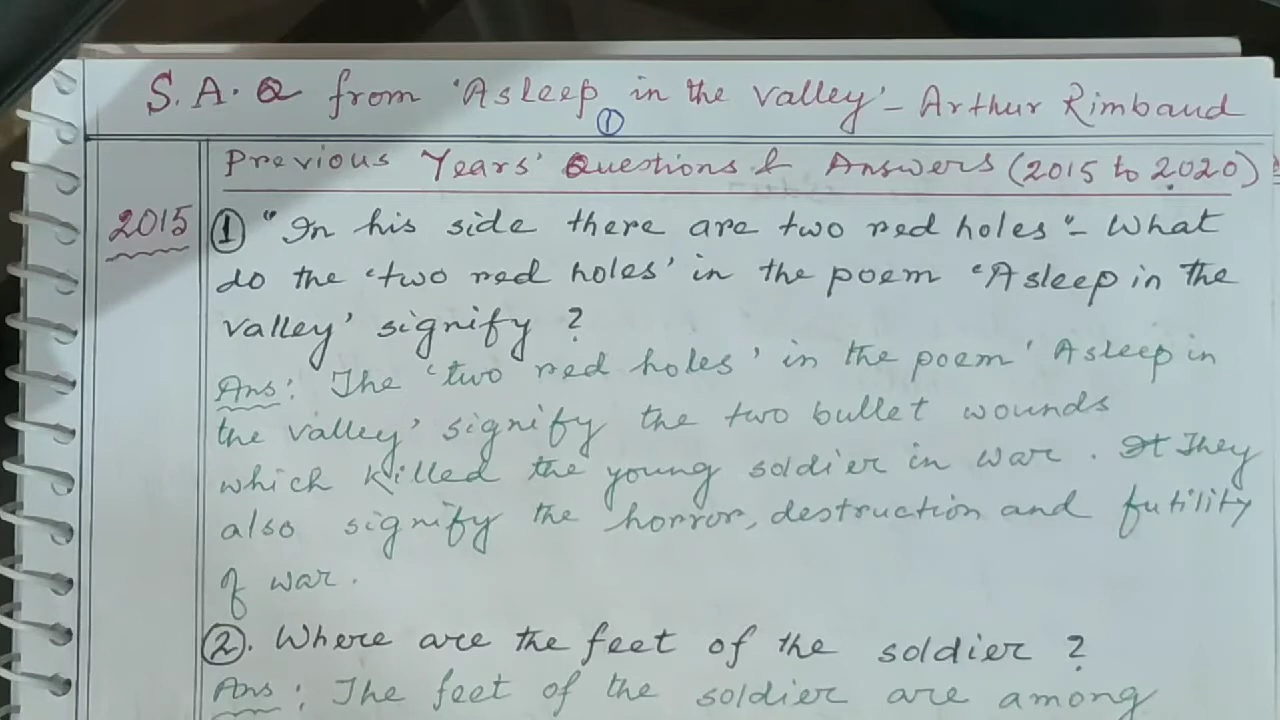 S.A.Q from 'Asleep in the Valley' - Arthur Rimbaud
①
Previous Years' Questions & Answers (2015 to 2020)
2015 ① "In his side there are two red holes" - What
do the 'two red holes' in the poem 'Asleep in the
Valley' signify ?
Ans : The 'two red holes' in the poem 'Asleep in
the Valley' signify the two bullet wounds
which killed the young soldier in war. It They
also signify the horror, destruction and futility
of war.
②. Where are the feet of the soldier ?
Ans : The feet of the soldier are among